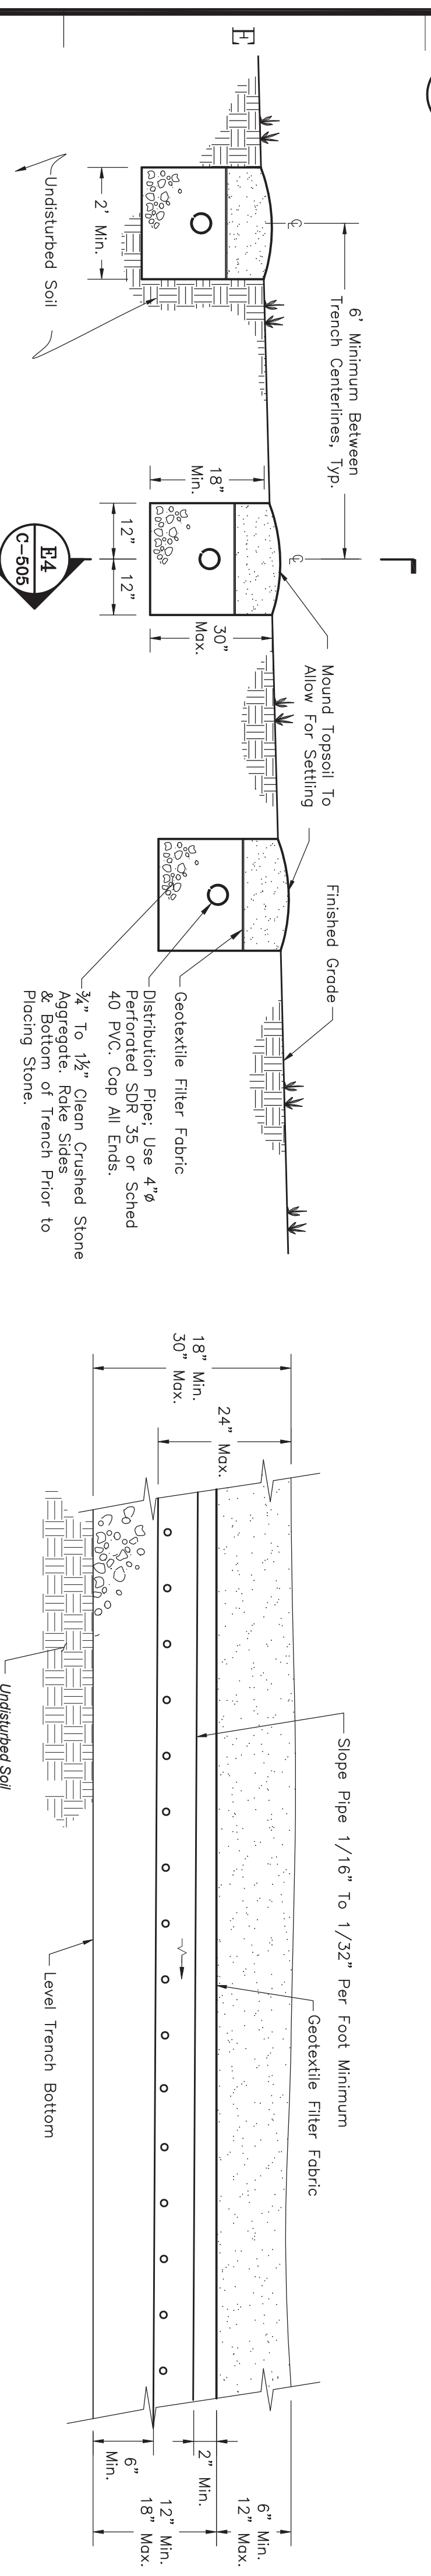 E
2' Min.
Undisturbed Soil
℄
6' Minimum Between
Trench Centerlines, Typ.
18"
Min.
12"
12"
℄
30"
Max.
E4
C-505
Mound Topsoil To
Allow For Settling
Finished Grade
Geotextile Filter Fabric
Distribution Pipe; Use 4"Ø
Perforated SDR 35 or Sched
40 PVC. Cap All Ends.
¾" To 1½" Clean Crushed Stone
Aggregate. Rake Sides
& Bottom of Trench Prior to
Placing Stone.
18" Min.
30" Max.
24" Max.
Undisturbed Soil
Slope Pipe 1/16" To 1/32" Per Foot Minimum
Geotextile Filter Fabric
Level Trench Bottom
6" Min.
12" Max.
2" Min.
12" Min.
18" Max.
6"
Min.